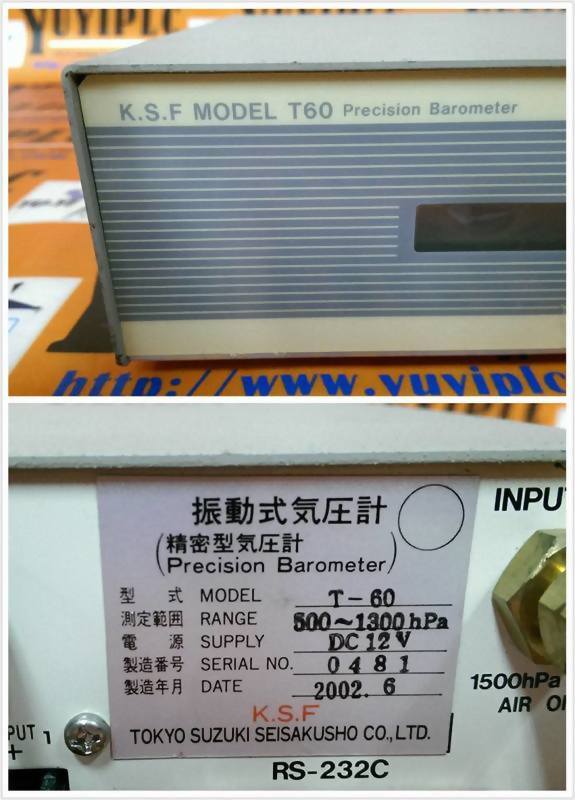 YUYIPLC
K.S.F MODEL T60 Precision Barometer
http://www.yuyiplc
振動式気圧計
(精密型気圧計
Precision Barometer)
型 式 MODEL T-60
測定範囲 RANGE 500~1300hPa
電 源 SUPPLY DC 12V
製造番号 SERIAL NO. 0481
製造年月 DATE 2002.6
K.S.F
TOKYO SUZUKI SEISAKUSHO CO.,LTD.
INPU
1500hPa
AIR O
PUT 1
+
RS-232C